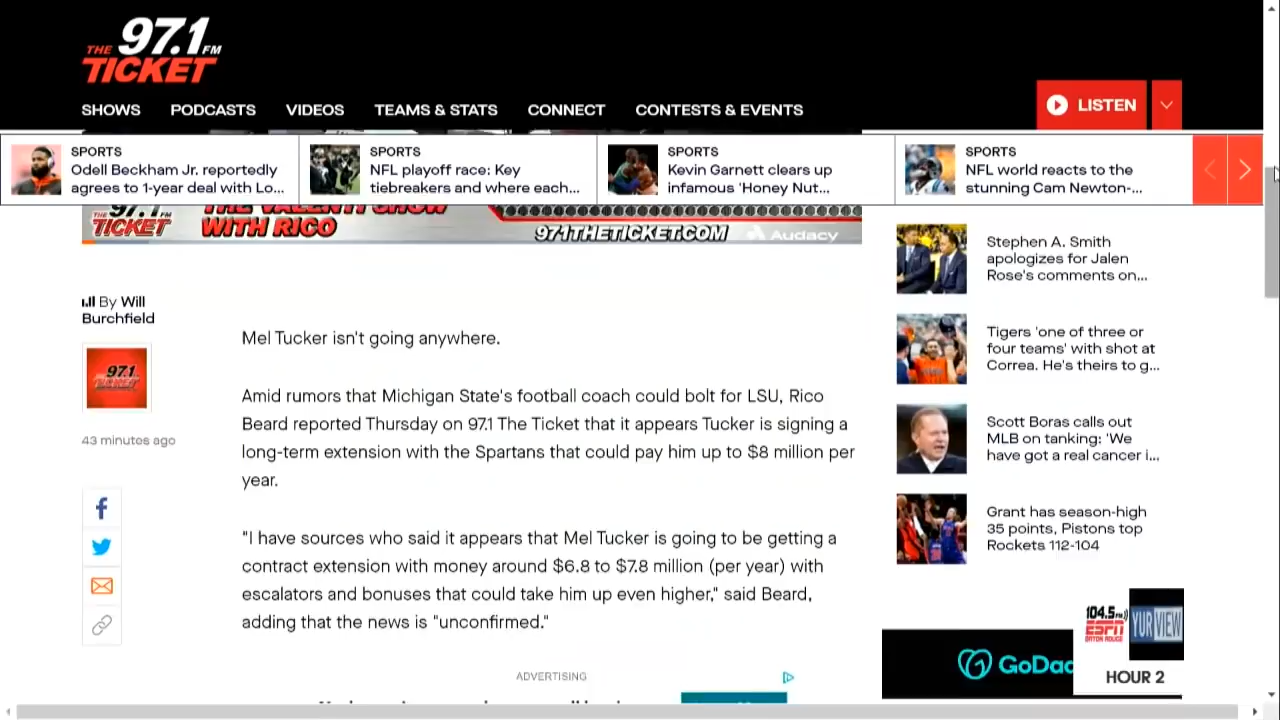 THE 97.1 FM
TICKET
SHOWS
PODCASTS
VIDEOS
TEAMS & STATS
CONNECT
CONTESTS & EVENTS
LISTEN
SPORTS
Odell Beckham Jr. reportedly
agrees to 1-year deal with Lo...
SPORTS
NFL playoff race: Key
tiebreakers and where each...
SPORTS
Kevin Garnett clears up
infamous 'Honey Nut...
SPORTS
NFL world reacts to the
stunning Cam Newton-...
97.1
TICKET
THE VALENTI SHOW
WITH RICO
971THETICKET.COM
Audacy
By Will
Burchfield
97.1
TICKET
43 minutes ago
Mel Tucker isn't going anywhere.
Amid rumors that Michigan State's football coach could bolt for LSU, Rico
Beard reported Thursday on 97.1 The Ticket that it appears Tucker is signing a
long-term extension with the Spartans that could pay him up to $8 million per
year.
"I have sources who said it appears that Mel Tucker is going to be getting a
contract extension with money around $6.8 to $7.8 million (per year) with
escalators and bonuses that could take him up even higher," said Beard,
adding that the news is "unconfirmed."
ADVERTISING
Stephen A. Smith
apologizes for Jalen
Rose's comments on...
Tigers 'one of three or
four teams' with shot at
Correa. He's theirs to g...
Scott Boras calls out
MLB on tanking: 'We
have got a real cancer i...
Grant has season-high
35 points, Pistons top
Rockets 112-104
GoDad
104.5 FM
ESPN
BATON ROUGE
YUR VIEW
HOUR 2